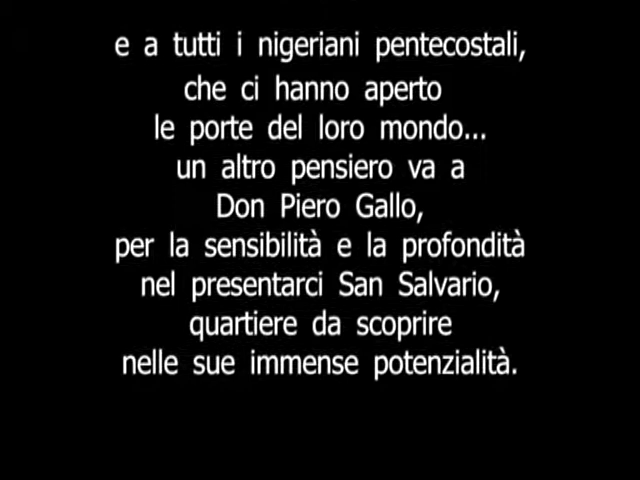 e a tutti i nigeriani pentecostali,
che ci hanno aperto
le porte del loro mondo...
un altro pensiero va a
Don Piero Gallo,
per la sensibilità e la profondità
nel presentarci San Salvario,
quartiere da scoprire
nelle sue immense potenzialità.